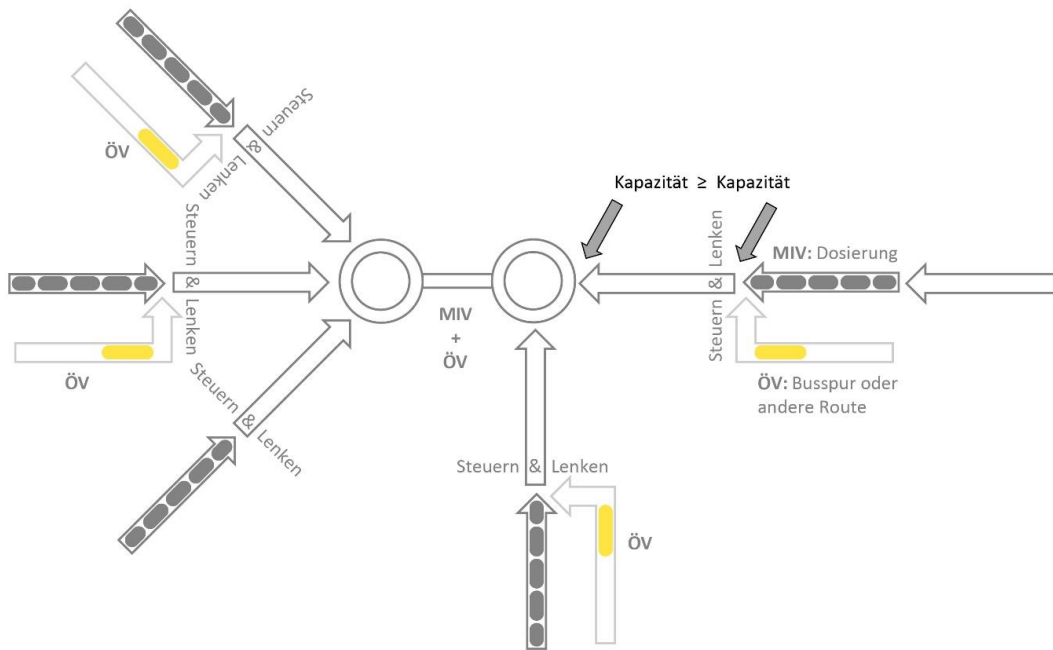 Steuern & Lenken
ÖV
Kapazität ≥ Kapazität
Steuern & Lenken
Steuern & Lenken
MIV: Dosierung
MIV
+
ÖV
ÖV
Steuern & Lenken
ÖV: Busspur oder
andere Route
Steuern & Lenken
ÖV